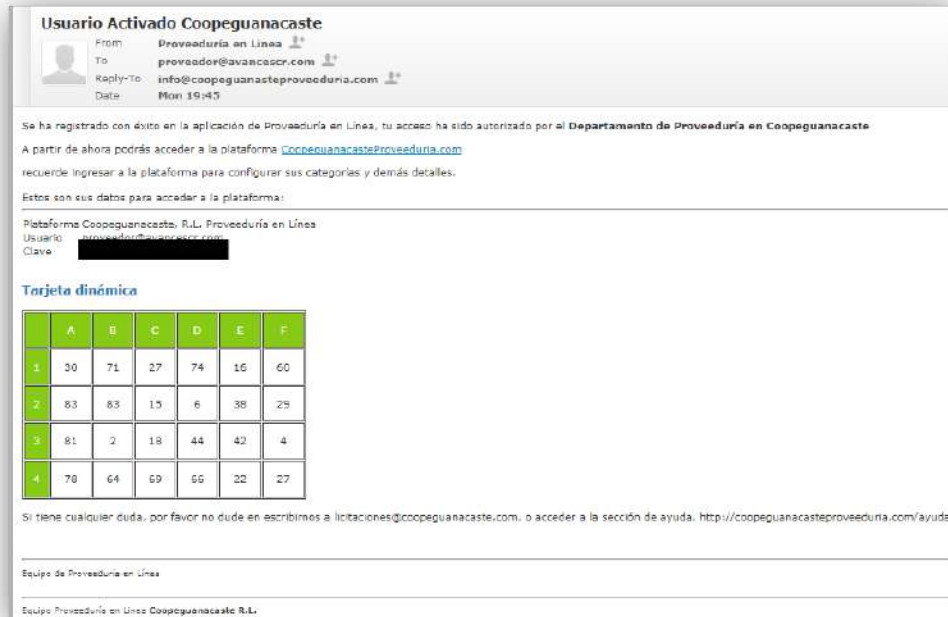 Usuario Activado Coopeguanacaste
From Proveeduría en Linea
To proveedor@avancescr.com
Reply-To info@coopeguanasteproveeduria.com
Date Mon 19:45
Se ha registrado con éxito en la aplicación de Proveeduría en Línea, tu acceso ha sido autorizado por el Departamento de Proveeduría en Coopeguanacaste
A partir de ahora podrás acceder a la plataforma CoopeguanacasteProveeduria.com
recuerde ingresar a la plataforma para configurar sus categorías y demás detalles.
Estos son sus datos para acceder a la plataforma:
Plataforma Coopeguanacaste, R.L. Proveeduría en Línea
Usuario proveedor@avancescr.com
Clave
Tarjeta dinámica
A B C D E F
1 30 71 27 74 16 60
2 83 83 15 6 38 29
3 81 2 18 44 42 4
4 78 64 69 66 22 27
Si tiene cualquier duda, por favor no dude en escribirnos a licitaciones@coopeguanacaste.com, o acceder a la sección de ayuda. http://coopeguanacasteproveeduria.com/ayuda
Equipo de Proveeduría en Línea
Equipo Proveeduría en Linea Coopeguanacaste R.L.